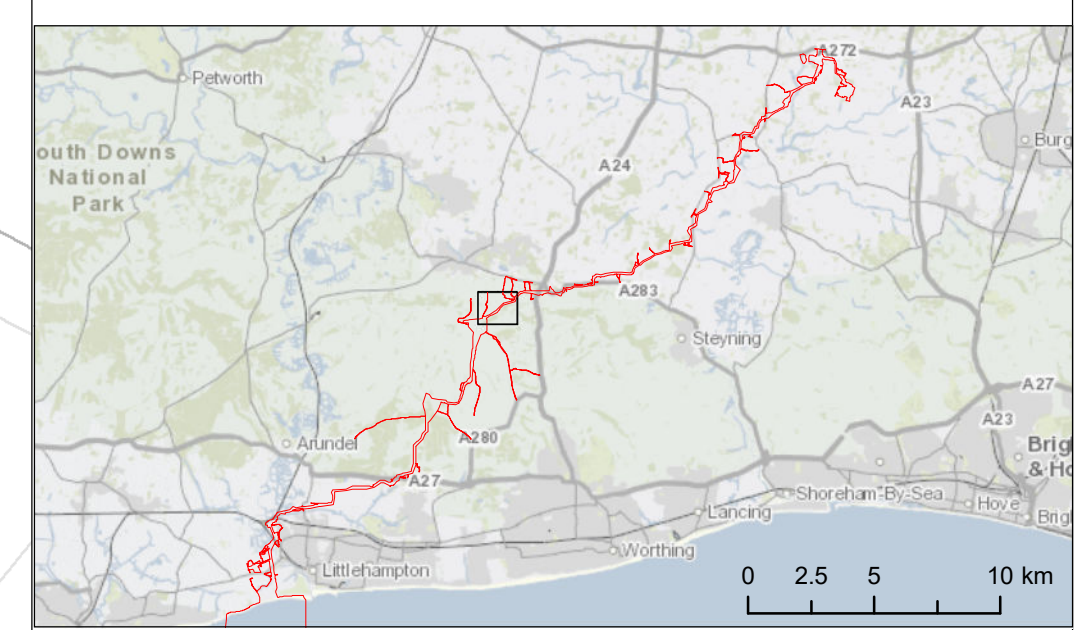 A272
Petworth
A23
Burg
outh Downs
National
Park
A24
A283
Steyning
A27
A23
Arundel
A280
Brig
& Ho
A27
Shoreham-By-Sea
Hove
Lancing
Brig
Worthing
Littlehampton
0 2.5 5 10 km